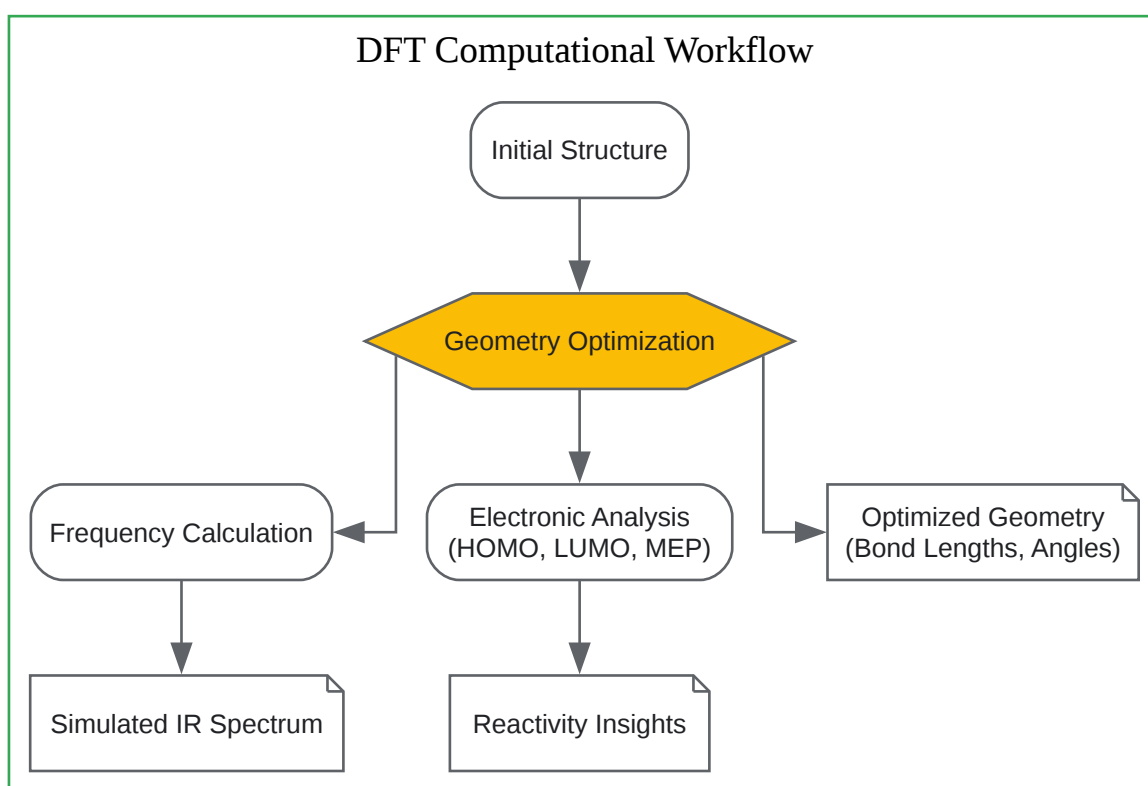 DFT Computational Workflow
Initial Structure
Geometry Optimization
Frequency Calculation
Electronic Analysis
(HOMO, LUMO, MEP)
Optimized Geometry
(Bond Lengths, Angles)
Simulated IR Spectrum
Reactivity Insights